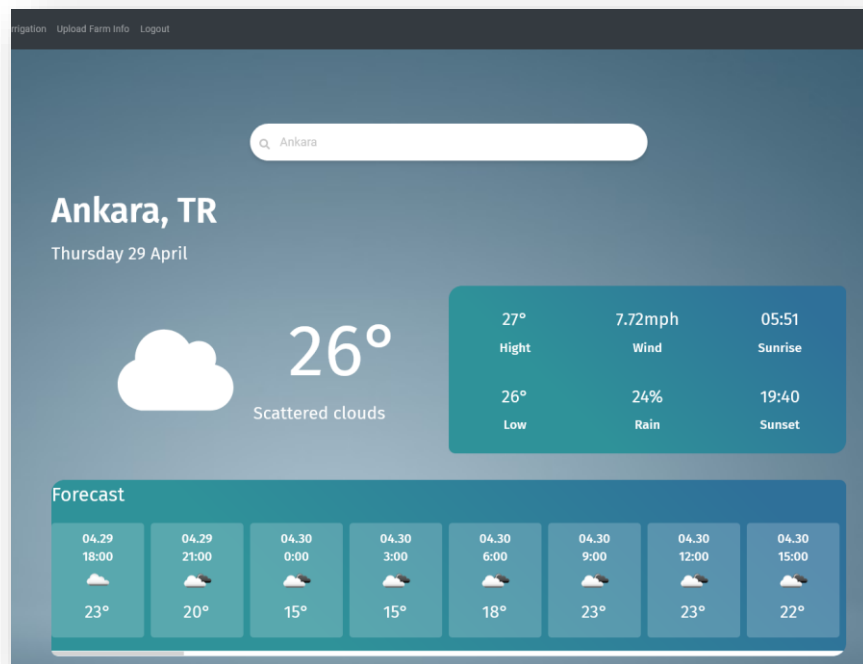 Upload Farm Info Logout
Ankara
Ankara, TR
Thursday 29 April
26°
Scattered clouds
27° 7.72mph 05:51
Hight Wind Sunrise
26° 24% 19:40
Low Rain Sunset
Forecast
04.29 04.29 04.30 04.30 04.30 04.30 04.30 04.30
18:00 21:00 0:00 3:00 6:00 9:00 12:00 15:00
23° 20° 15° 15° 18° 23° 23° 22°